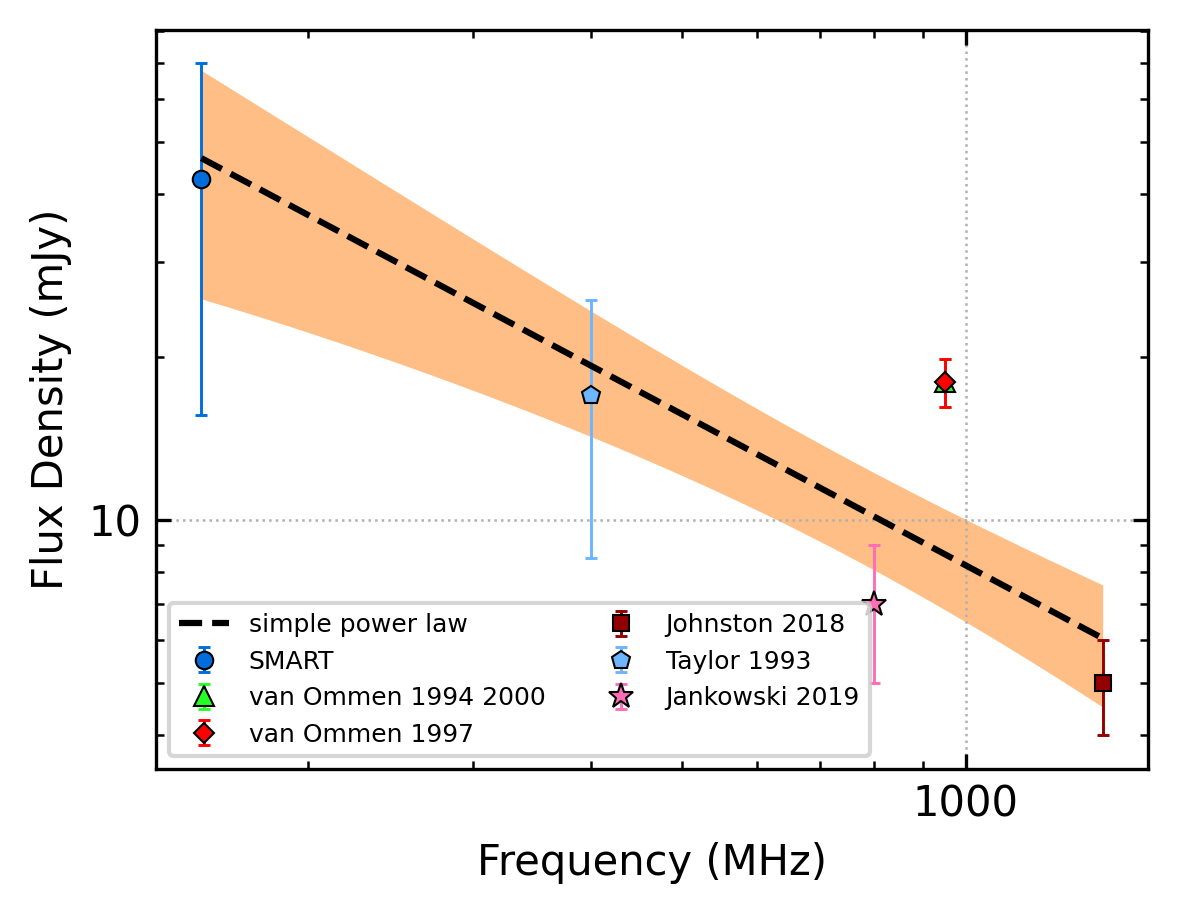 Flux Density (mJy)
10
simple power law
SMART
van Ommen 1994 2000
van Ommen 1997
Johnston 2018
Taylor 1993
Jankowski 2019
1000
Frequency (MHz)